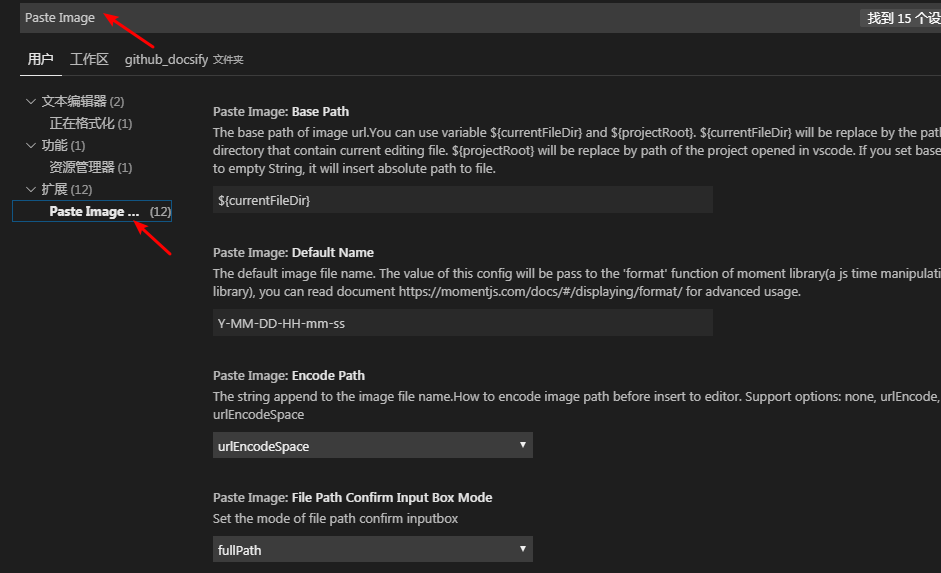 Paste Image
找到 15 个设
用户 工作区 github_docsify 文件夹
文本编辑器 (2)
正在格式化 (1)
功能 (1)
资源管理器 (1)
扩展 (12)
Paste Image ... (12)
Paste Image: Base Path
The base path of image url.You can use variable ${currentFileDir} and ${projectRoot}. ${currentFileDir} will be replace by the path
directory that contain current editing file. ${projectRoot} will be replace by path of the project opened in vscode. If you set base
to empty String, it will insert absolute path to file.
${currentFileDir}
Paste Image: Default Name
The default image file name. The value of this config will be pass to the 'format' function of moment library(a js time manipulati
library), you can read document https://momentjs.com/docs/#/displaying/format/ for advanced usage.
Y-MM-DD-HH-mm-ss
Paste Image: Encode Path
The string append to the image file name.How to encode image path before insert to editor. Support options: none, urlEncode,
urlEncodeSpace
urlEncodeSpace
Paste Image: File Path Confirm Input Box Mode
Set the mode of file path confirm inputbox
fullPath